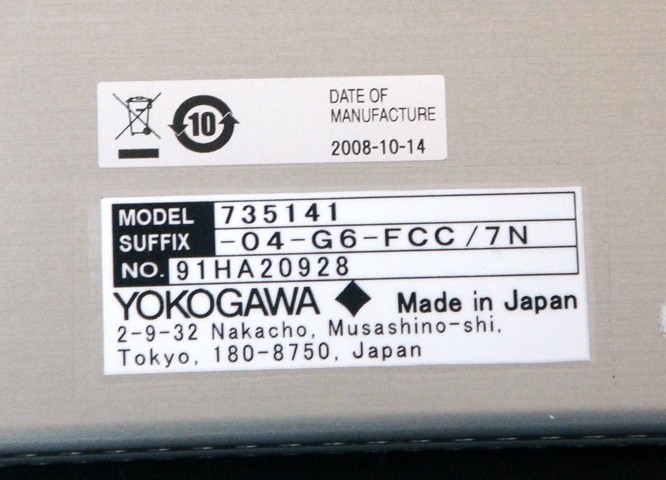 10
DATE OF
MANUFACTURE
2008-10-14
MODEL 735141
SUFFIX -04-G6-FCC/7N
NO. 91HA20928
YOKOGAWA Made in Japan
2-9-32 Nakacho, Musashino-shi,
Tokyo, 180-8750, Japan